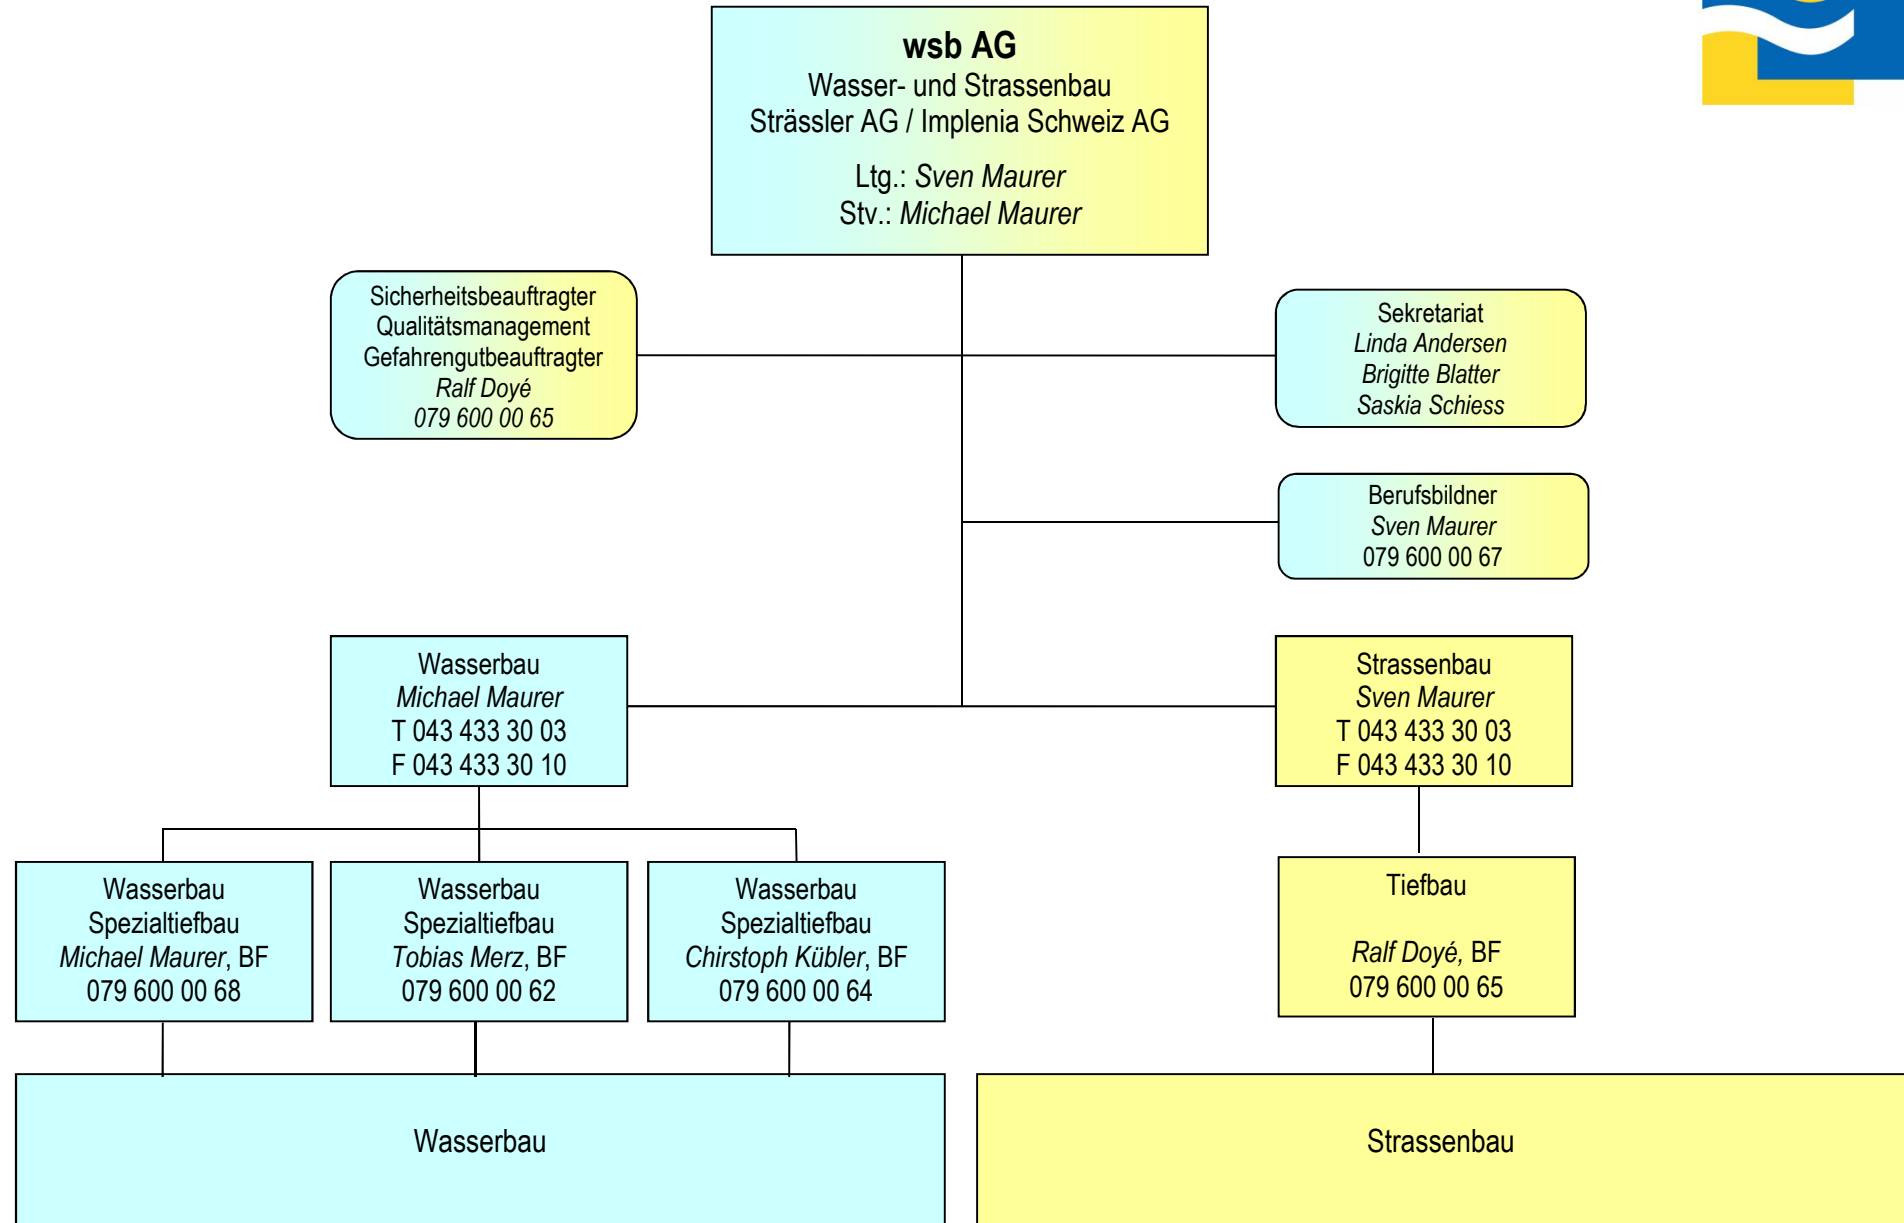 wsb AG
Wasser- und Strassenbau
Strässler AG / Implenia Schweiz AG
Ltg.: Sven Maurer
Stv.: Michael Maurer
Sicherheitsbeauftragter
Qualitätsmanagement
Gefahrengutbeauftragter
Ralf Doyé
079 600 00 65
Sekretariat
Linda Andersen
Brigitte Blatter
Saskia Schiess
Berufsbildner
Sven Maurer
079 600 00 67
Wasserbau
Michael Maurer
T 043 433 30 03
F 043 433 30 10
Strassenbau
Sven Maurer
T 043 433 30 03
F 043 433 30 10
Wasserbau
Spezialtiefbau
Michael Maurer, BF
079 600 00 68
Wasserbau
Spezialtiefbau
Tobias Merz, BF
079 600 00 62
Wasserbau
Spezialtiefbau
Chirstoph Kübler, BF
079 600 00 64
Tiefbau
Ralf Doyé, BF
079 600 00 65
Wasserbau
Strassenbau